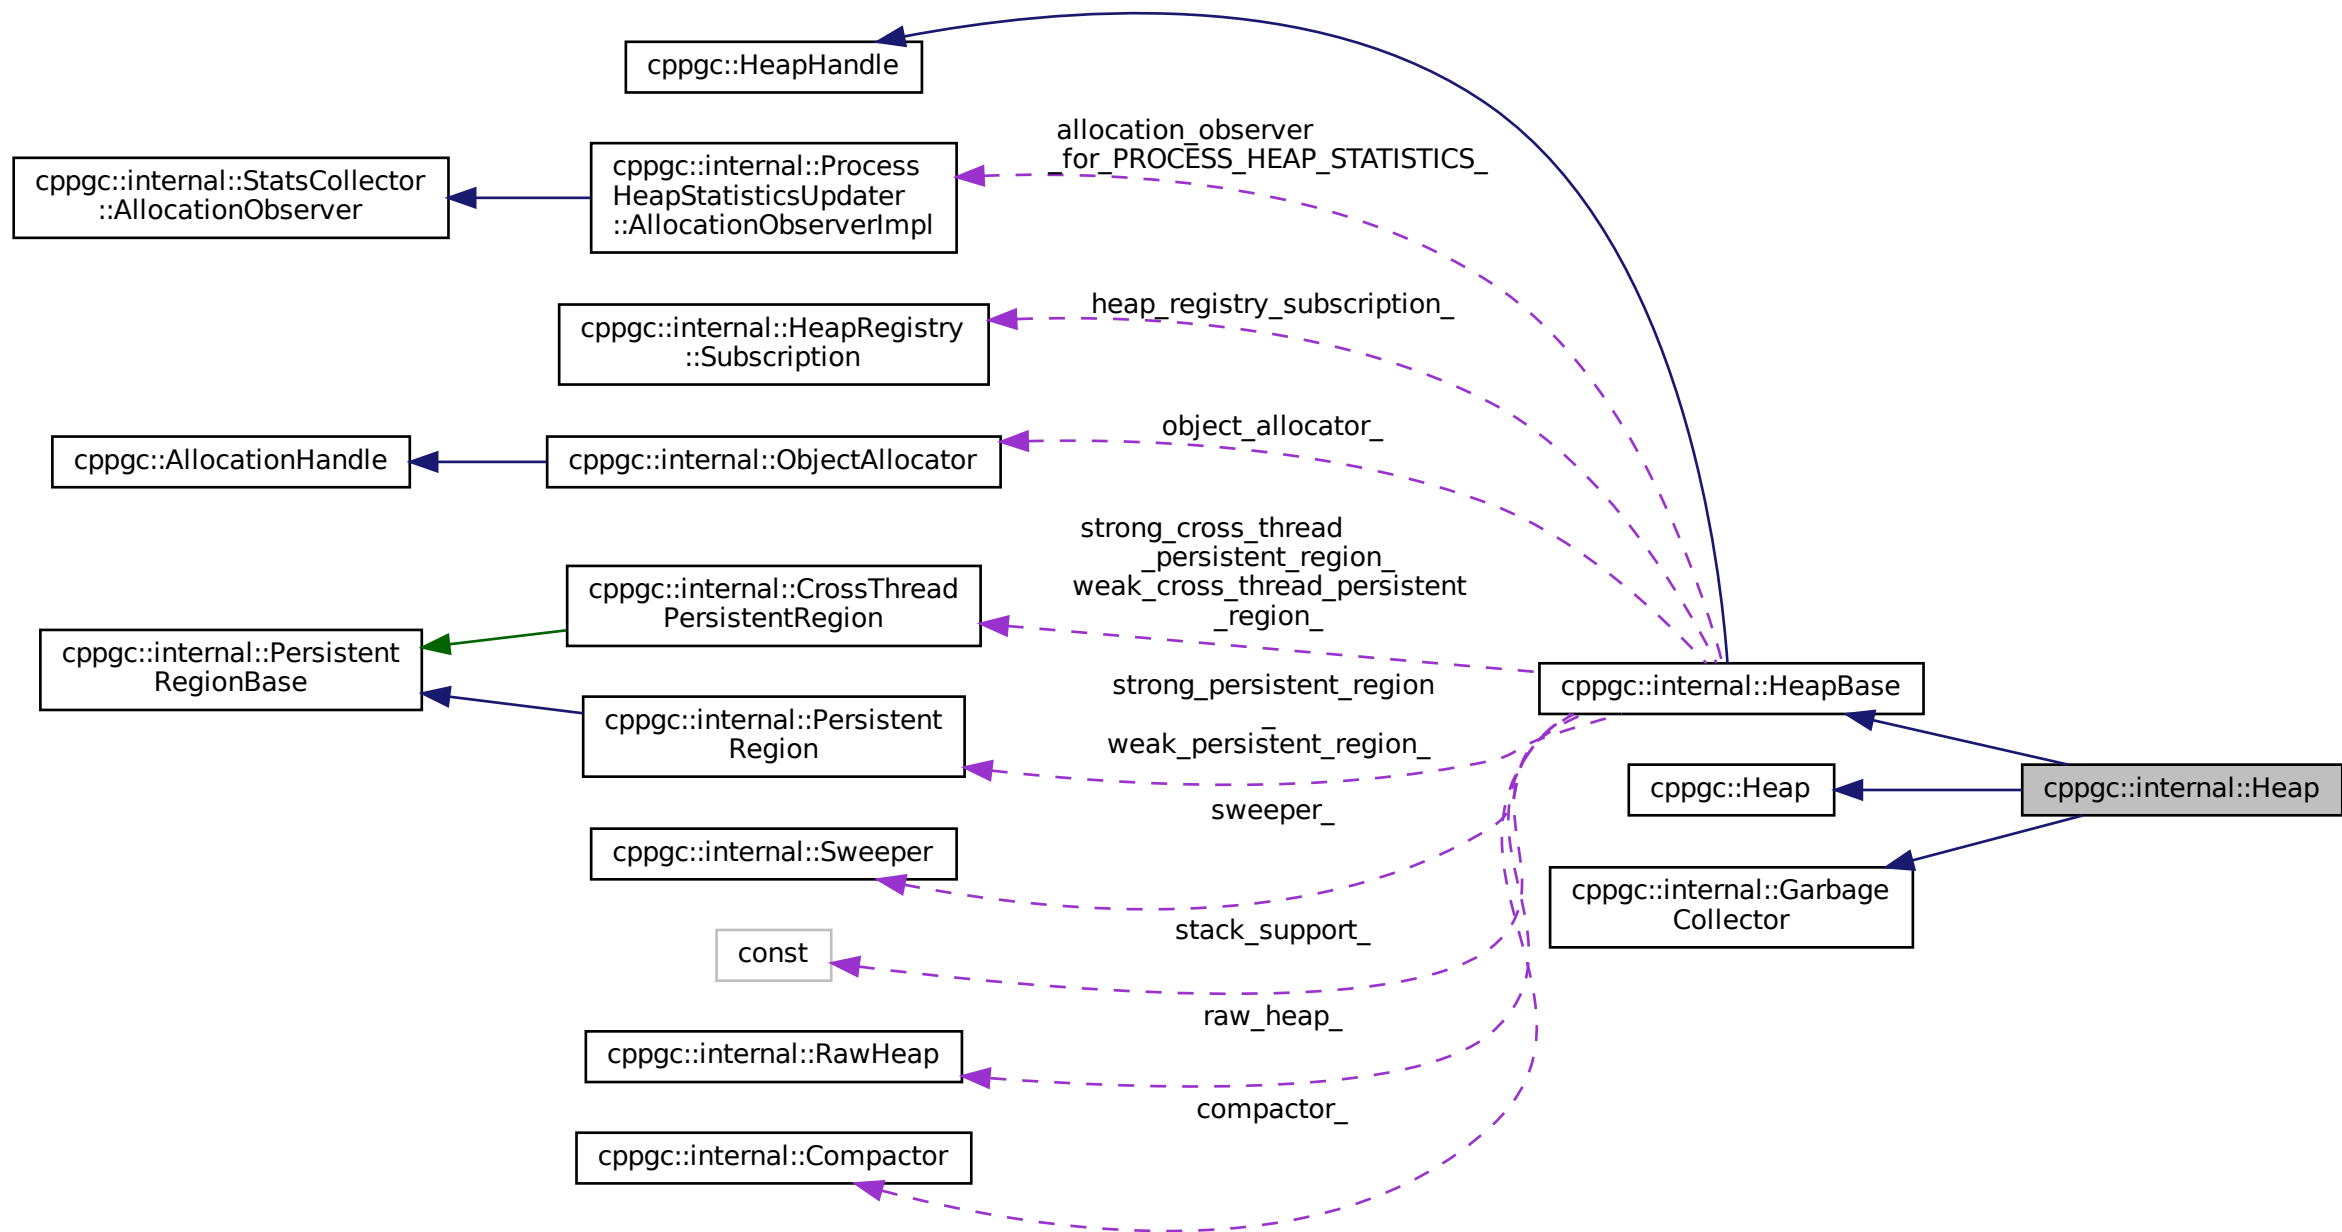 cppgc::HeapHandle
allocation_observer
_for_PROCESS_HEAP_STATISTICS_
cppgc::internal::StatsCollector
::AllocationObserver
cppgc::internal::Process
HeapStatisticsUpdater
::AllocationObserverImpl
heap_registry_subscription_
cppgc::internal::HeapRegistry
::Subscription
object_allocator_
cppgc::AllocationHandle
cppgc::internal::ObjectAllocator
strong_cross_thread
_persistent_region_
weak_cross_thread_persistent
_region_
cppgc::internal::CrossThread
PersistentRegion
cppgc::internal::Persistent
RegionBase
cppgc::internal::HeapBase
strong_persistent_region
_
weak_persistent_region_
cppgc::internal::Persistent
Region
cppgc::Heap
cppgc::internal::Heap
sweeper_
cppgc::internal::Sweeper
cppgc::internal::Garbage
Collector
stack_support_
const
raw_heap_
cppgc::internal::RawHeap
compactor_
cppgc::internal::Compactor